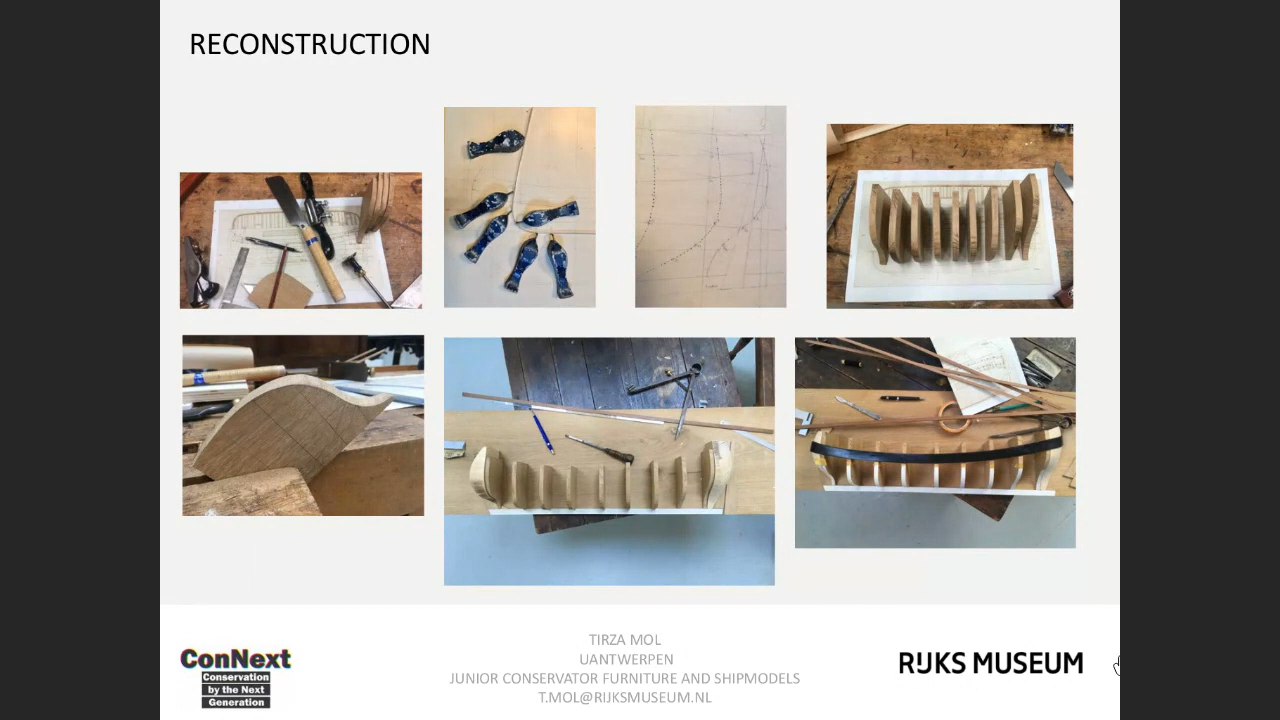 RECONSTRUCTION
TIRZA MOL
UANTWERPEN
JUNIOR CONSERVATOR FURNITURE AND SHIPMODELS
T.MOL@RIJKSMUSEUM.NL
ConNext
Conservation
by the Next
Generation
RIJKS MUSEUM